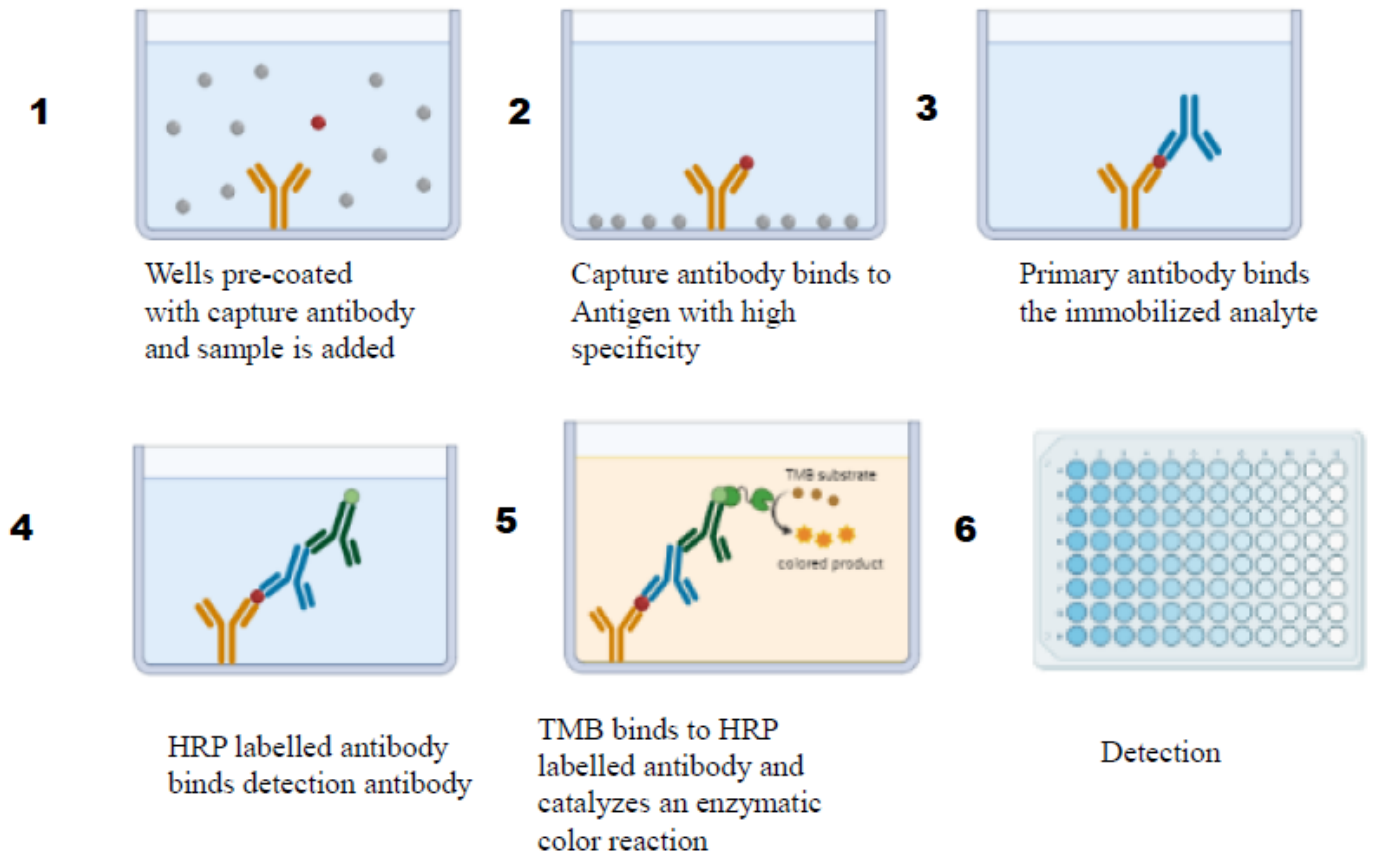 1
2
3
Wells pre-coated
with capture antibody
and sample is added
Capture antibody binds to
Antigen with high
specificity
Primary antibody binds
the immobilized analyte
4
5
6
TMB substrate
colored product
HRP labelled antibody
binds detection antibody
TMB binds to HRP
labelled antibody and
catalyzes an enzymatic
color reaction
Detection